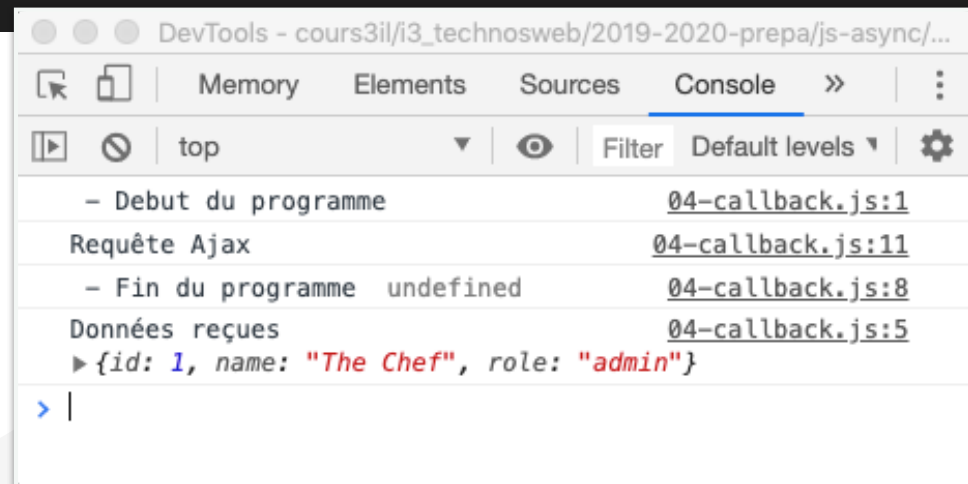 DevTools - cours3il/i3_technosweb/2019-2020-prepa/js-async/...
Memory Elements Sources Console »
top Filter Default levels
- Debut du programme 04-callback.js:1
Requête Ajax 04-callback.js:11
- Fin du programme undefined 04-callback.js:8
Données reçues 04-callback.js:5
{id: 1, name: "The Chef", role: "admin"}
>